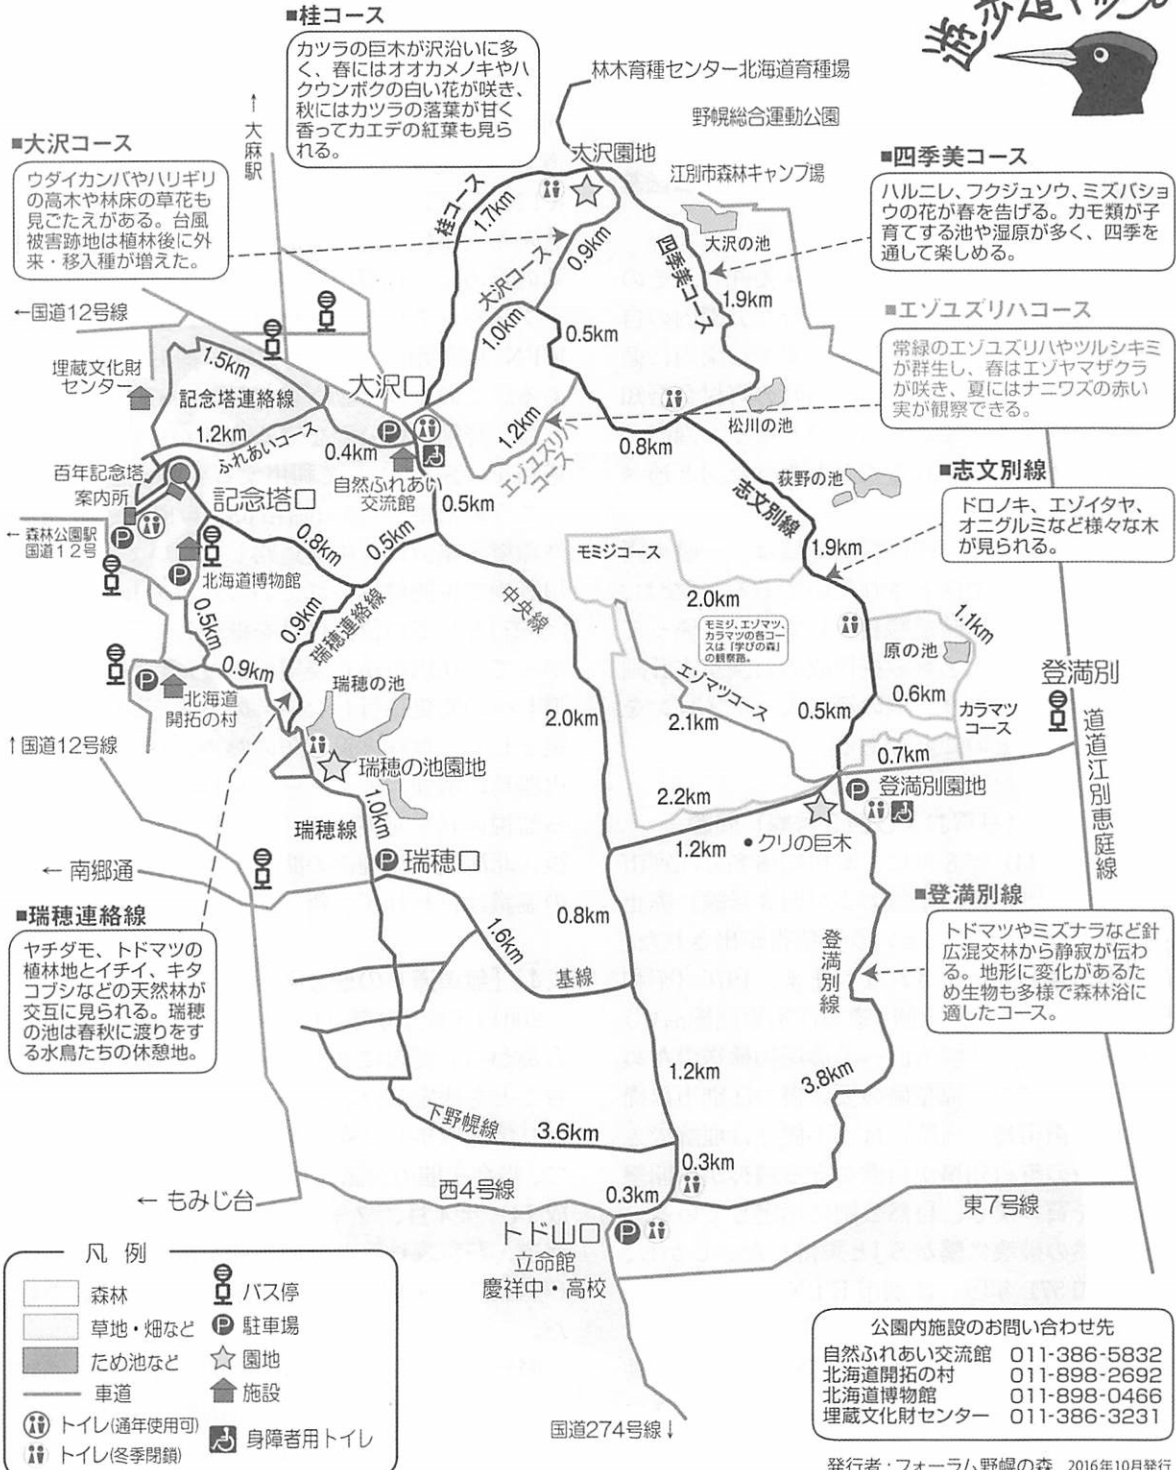 遊歩道マップ
■桂コース
カツラの巨木が沢沿いに多
く、春にはオオカメノキやハ
クウンボクの白い花が咲き、
秋にはカツラの落葉が甘く
香ってカエデの紅葉も見ら
れる。
林木育種センター北海道育種場
野幌総合運動公園
↑大麻駅
■大沢コース
ウダイカンバやハリギリ
の高木や林床の草花も
見ごたえがある。台風
被害跡地は植林後に外
来・移入種が増えた。
大沢園地
江別市森林キャンプ場
■四季美コース
ハルニレ、フクジュソウ、ミズバショ
ウの花が春を告げる。カモ類が子
育てする池や湿原が多く、四季を
通して楽しめる。
桂コース
1.7km
大沢の池
0.9km
四季美コース
1.9km
大沢コース
1.0km
0.5km
■エゾユズリハコース
常緑のエゾユズリハやツルシキミ
が群生し、春はエゾヤマザクラ
が咲き、夏にはナニワズの赤い
実が観察できる。
←国道12号線
埋蔵文化財
センター
1.5km
記念塔連絡線
大沢口
1.2km
ふれあいコース
0.4km
自然ふれあい
交流館
1.2km
エゾユズリハ
コース
0.8km
松川の池
百年記念塔
案内所
記念塔口
0.5km
荻野の池
■志文別線
ドロノキ、エゾイタヤ、
オニグルミなど様々な木
が見られる。
志文別線
1.9km
←森林公園駅
国道12号
北海道博物館
0.8km
0.5km
モミジコース
2.0km
モミジ、エゾマツ、
カラマツの各コー
スは「学びの森」
の観察路。
0.5km
0.9km
瑞穂連絡線
中央線
1.1km
原の池
0.6km
カラマツ
コース
登満別
0.9km
北海道
開拓の村
瑞穂の池
2.0km
エゾマツコース
2.1km
0.5km
0.7km
道道江別恵庭線
↑国道12号線
瑞穂の池園地
2.2km
登満別園地
1.0km
瑞穂線
1.2km
クリの巨木
←南郷通
瑞穂口
■瑞穂連絡線
ヤチダモ、トドマツの
植林地とイチイ、キタ
コブシなどの天然林が
交互に見られる。瑞穂
の池は春秋に渡りをす
る水鳥たちの休憩地。
0.8km
1.6km
基線
登満別線
■登満別線
トドマツやミズナラなど針
広混交林から静寂が伝わ
る。地形に変化があるた
め生物も多様で森林浴に
適したコース。
1.2km
3.8km
下野幌線
3.6km
0.3km
←もみじ台
西4号線
0.3km
東7号線
トド山口
立命館
慶祥中・高校
国道274号線↓
凡例
森林
草地・畑など
ため池など
車道
トイレ(通年使用可)
トイレ(冬季閉鎖)
バス停
P 駐車場
園地
施設
身障者用トイレ
公園内施設のお問い合わせ先
自然ふれあい交流館 011-386-5832
北海道開拓の村 011-898-2692
北海道博物館 011-898-0466
埋蔵文化財センター 011-386-3231
発行者・フォーラム野幌の森 2016年10月発行